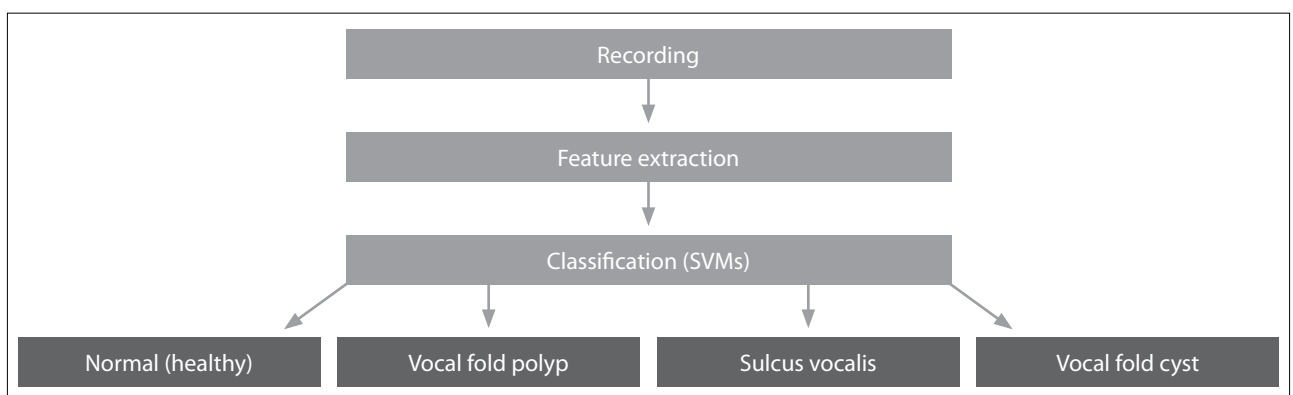 Recording
Feature extraction
Classification (SVMs)
Normal (healthy)
Vocal fold polyp
Sulcus vocalis
Vocal fold cyst